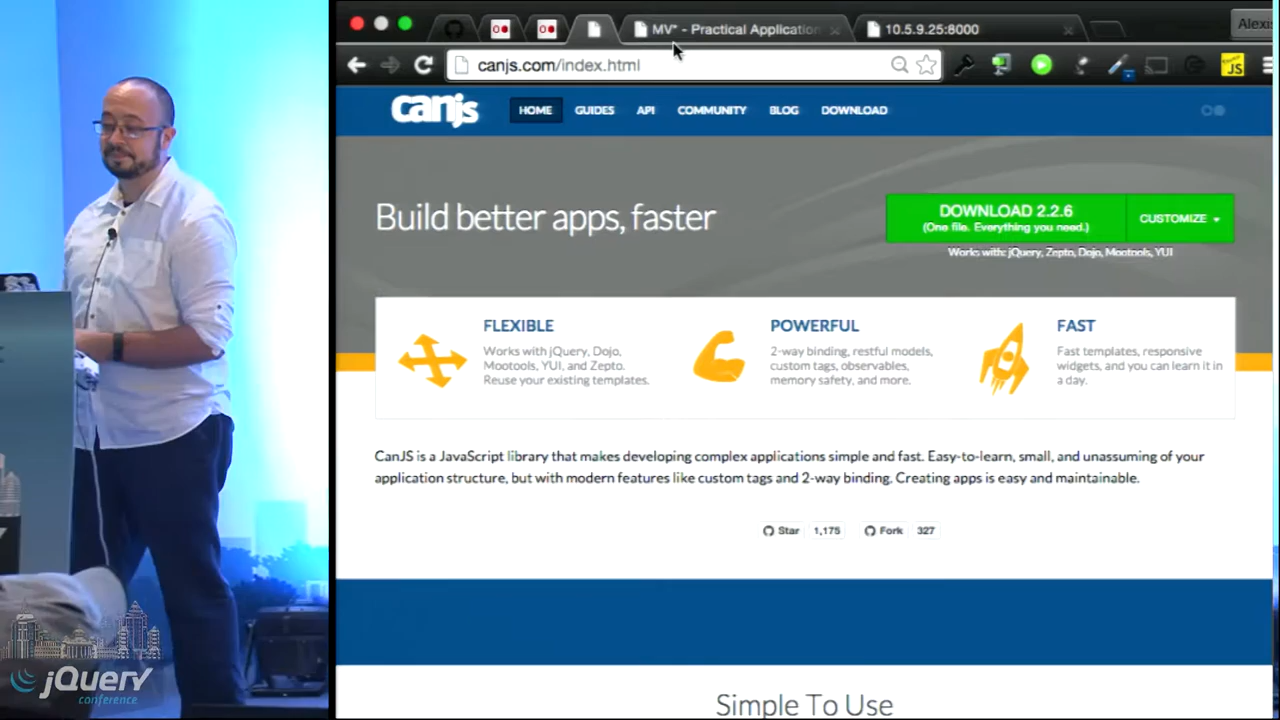 MV* - Practical Application
10.5.9.25:8000
Alexis
canjs.com/index.html
JS
canjs
HOME
GUIDES
API
COMMUNITY
BLOG
DOWNLOAD
Build better apps, faster
DOWNLOAD 2.2.6
(One file. Everything you need.)
CUSTOMIZE
Works with: jQuery, Zepto, Dojo, Mootools, YUI
FLEXIBLE
Works with jQuery, Dojo,
Mootools, YUI, and Zepto.
Reuse your existing templates.
POWERFUL
2-way binding, restful models,
custom tags, observables,
memory safety, and more.
FAST
Fast templates, responsive
widgets, and you can learn it in
a day.
CanJS is a JavaScript library that makes developing complex applications simple and fast. Easy-to-learn, small, and unassuming of your
application structure, but with modern features like custom tags and 2-way binding. Creating apps is easy and maintainable.
Star
1,175
Fork
327
Simple To Use
jQuery
conference